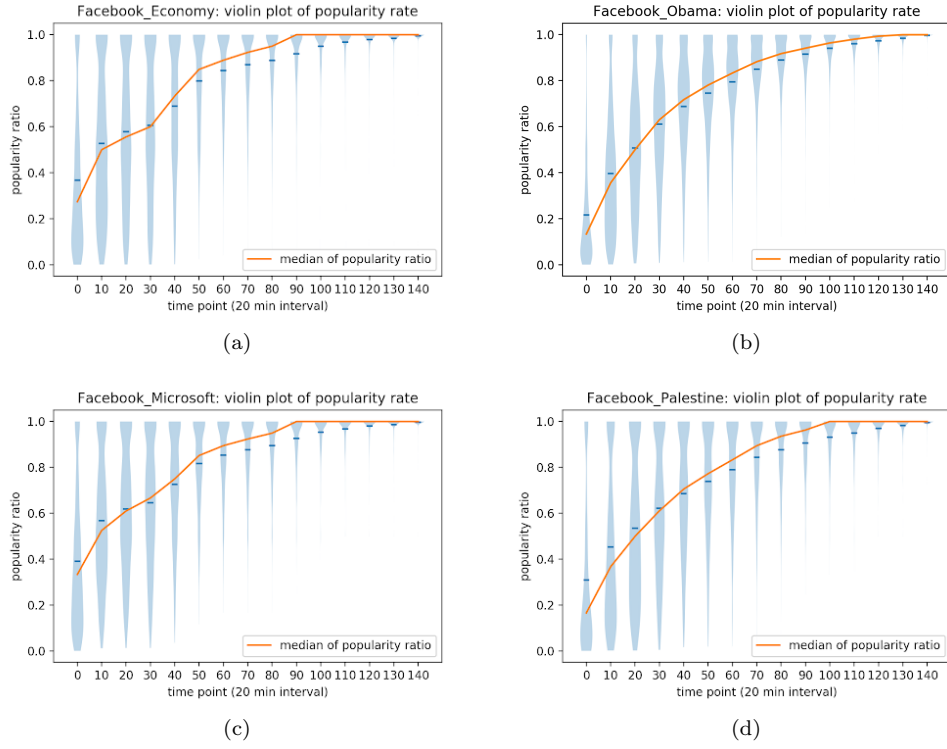 Facebook_Economy: violin plot of popularity rate
1.0
0.8
0.6
0.4
0.2
0.0
popularity ratio
median of popularity ratio
0 10 20 30 40 50 60 70 80 90 100 110 120 130 140
time point (20 min interval)
(a)
Facebook_Obama: violin plot of popularity rate
1.0
0.8
0.6
0.4
0.2
0.0
popularity ratio
median of popularity ratio
0 10 20 30 40 50 60 70 80 90 100 110 120 130 140
time point (20 min interval)
(b)
Facebook_Microsoft: violin plot of popularity rate
1.0
0.8
0.6
0.4
0.2
0.0
popularity ratio
median of popularity ratio
0 10 20 30 40 50 60 70 80 90 100 110 120 130 140
time point (20 min interval)
(c)
Facebook_Palestine: violin plot of popularity rate
1.0
0.8
0.6
0.4
0.2
0.0
popularity ratio
median of popularity ratio
0 10 20 30 40 50 60 70 80 90 100 110 120 130 140
time point (20 min interval)
(d)